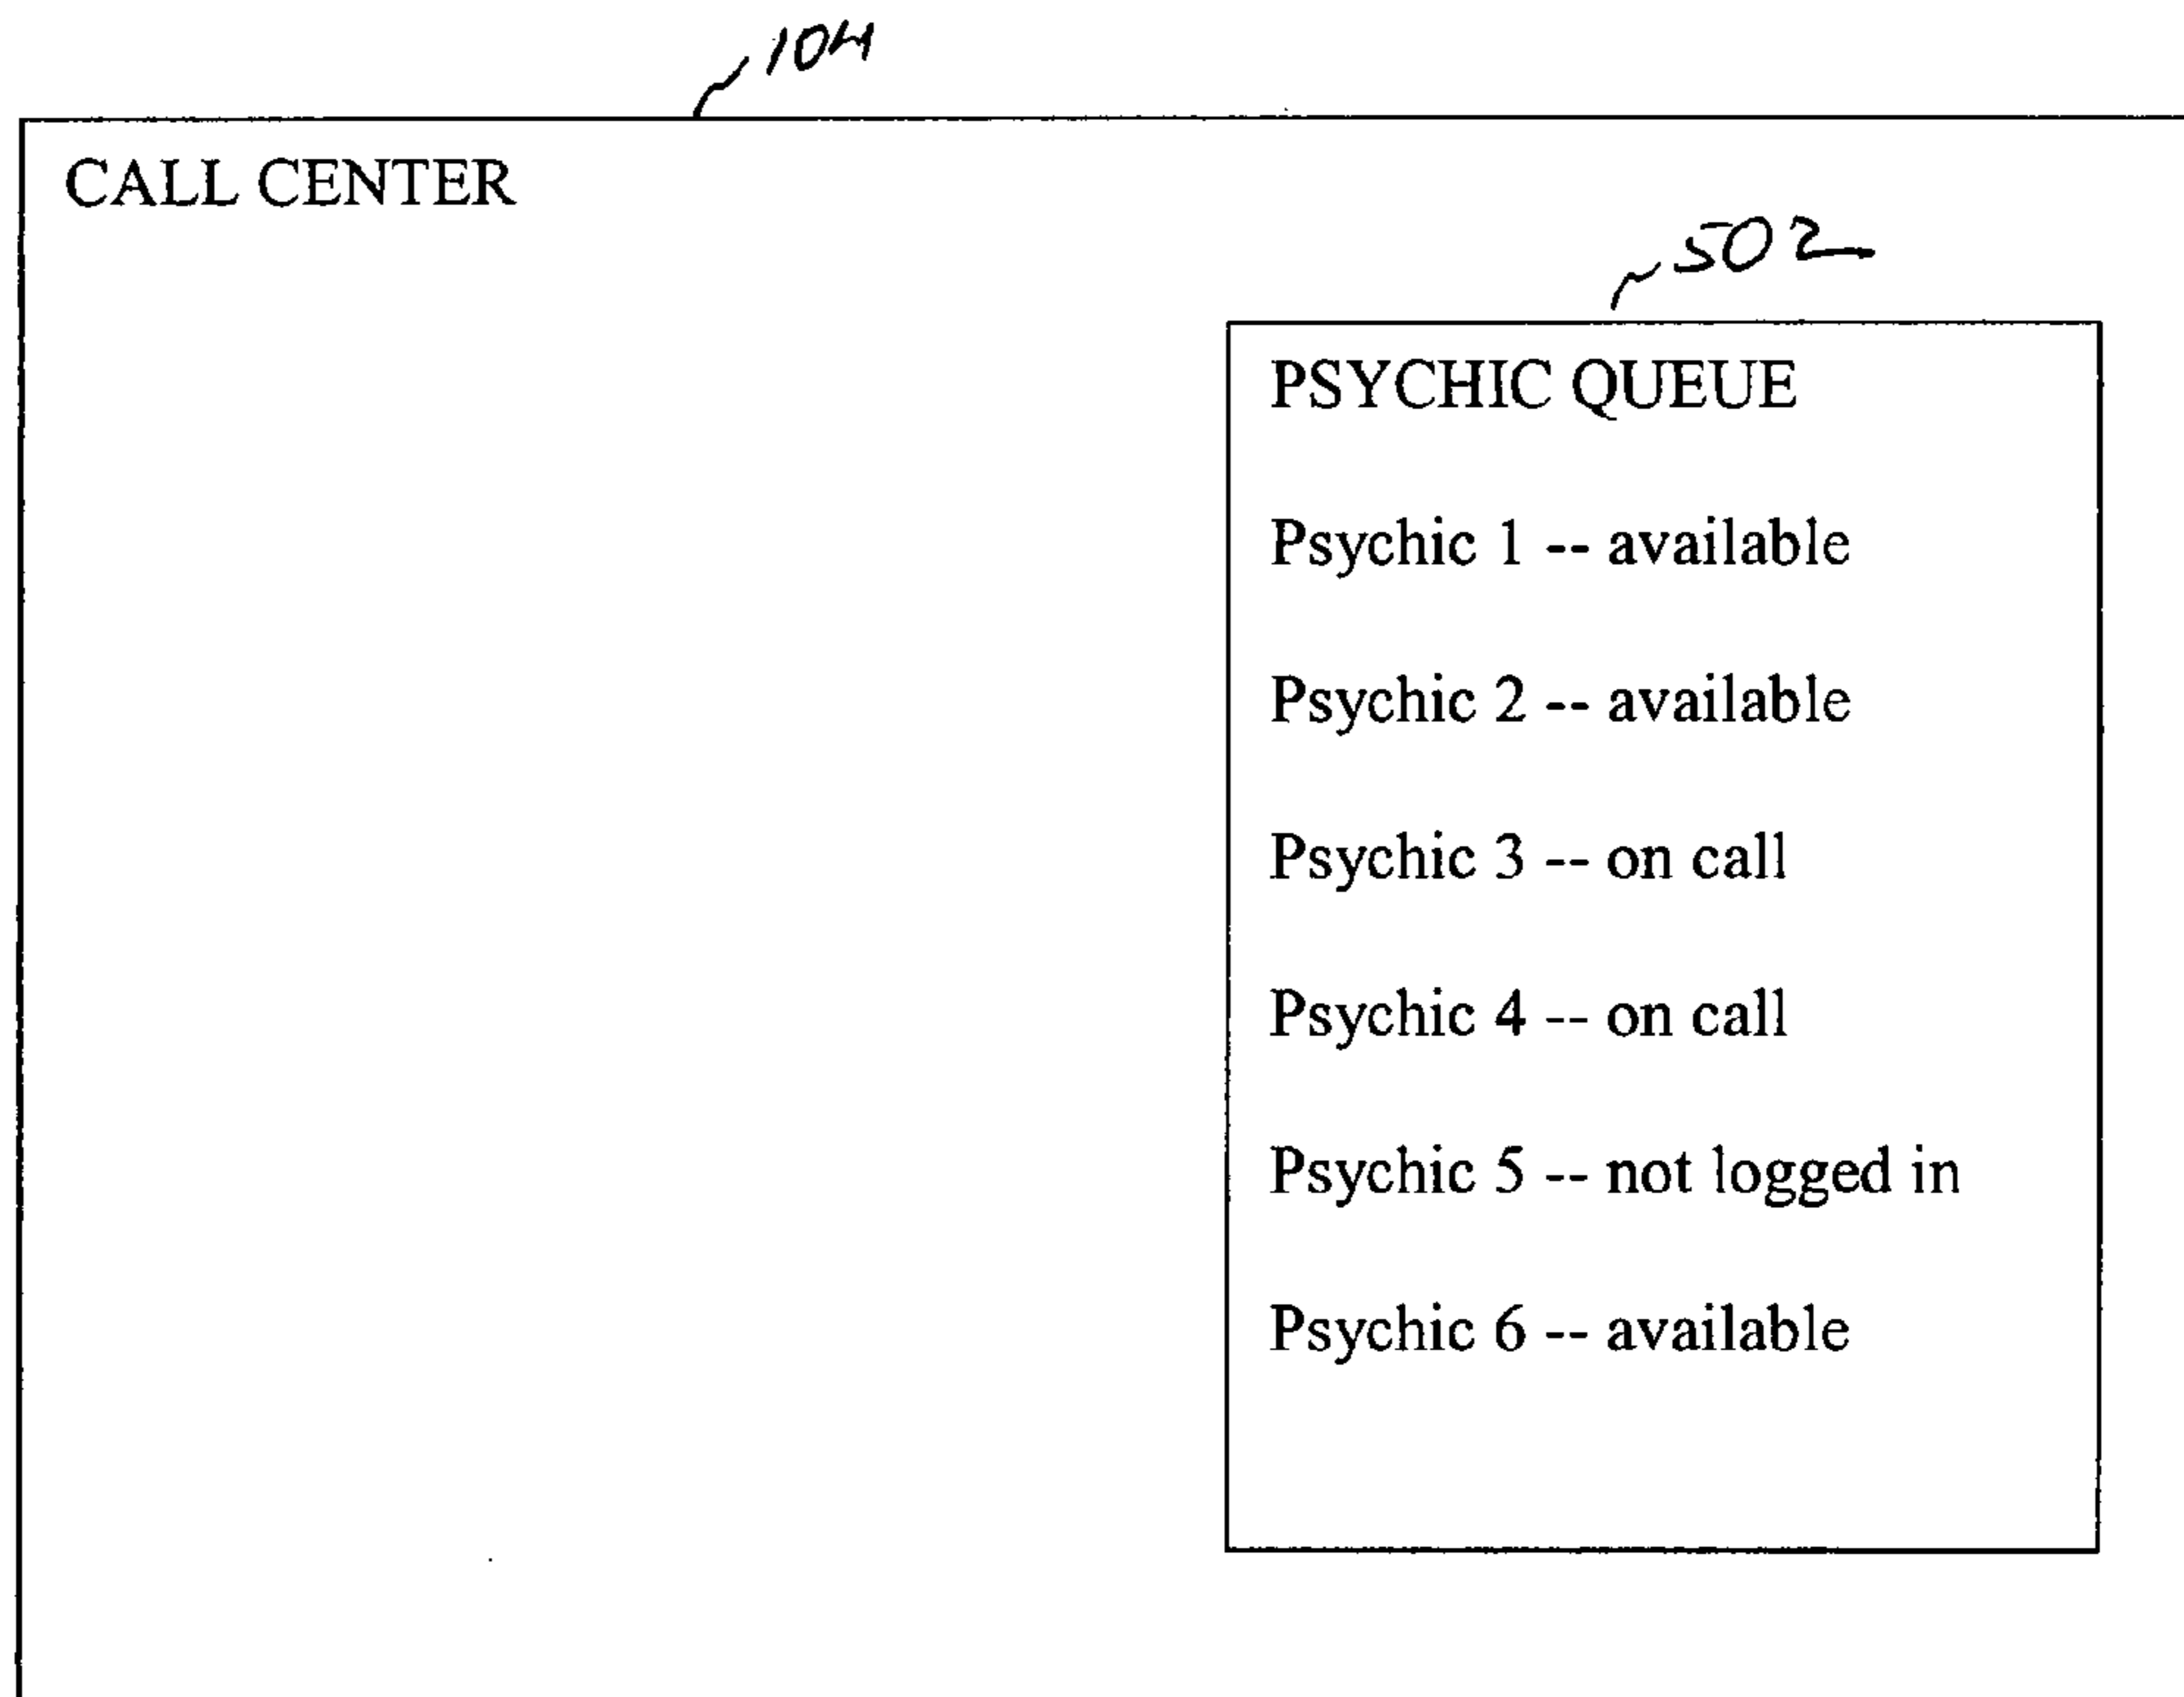 104
CALL CENTER
502
PSYCHIC QUEUE
Psychic 1 -- available
Psychic 2 -- available
Psychic 3 -- on call
Psychic 4 -- on call
Psychic 5 -- not logged in
Psychic 6 -- available